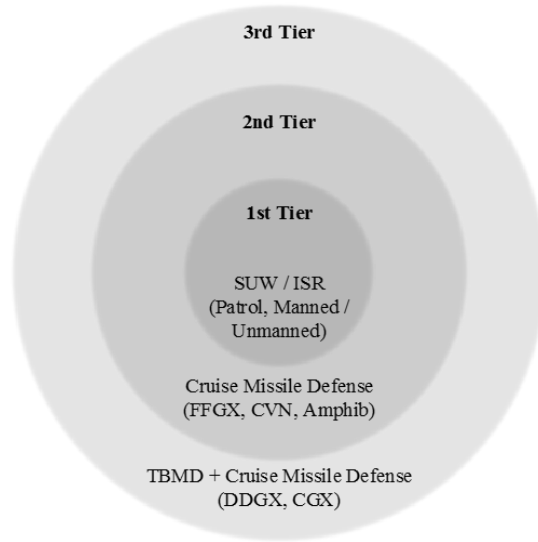 3rd Tier
2nd Tier
1st Tier
SUW / ISR
(Patrol, Manned /
Unmanned)
Cruise Missile Defense
(FFGX, CVN, Amphib)
TBMD + Cruise Missile Defense
(DDGX, CGX)